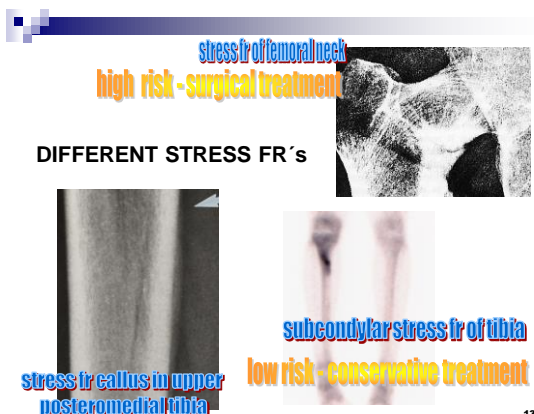 stress fr of femoral neck
high risk - surgical treatment
DIFFERENT STRESS FR´s
subcondylar stress fr of tibia
low risk - conservative treatment
stress fr callus in upper
posteromedial tibia